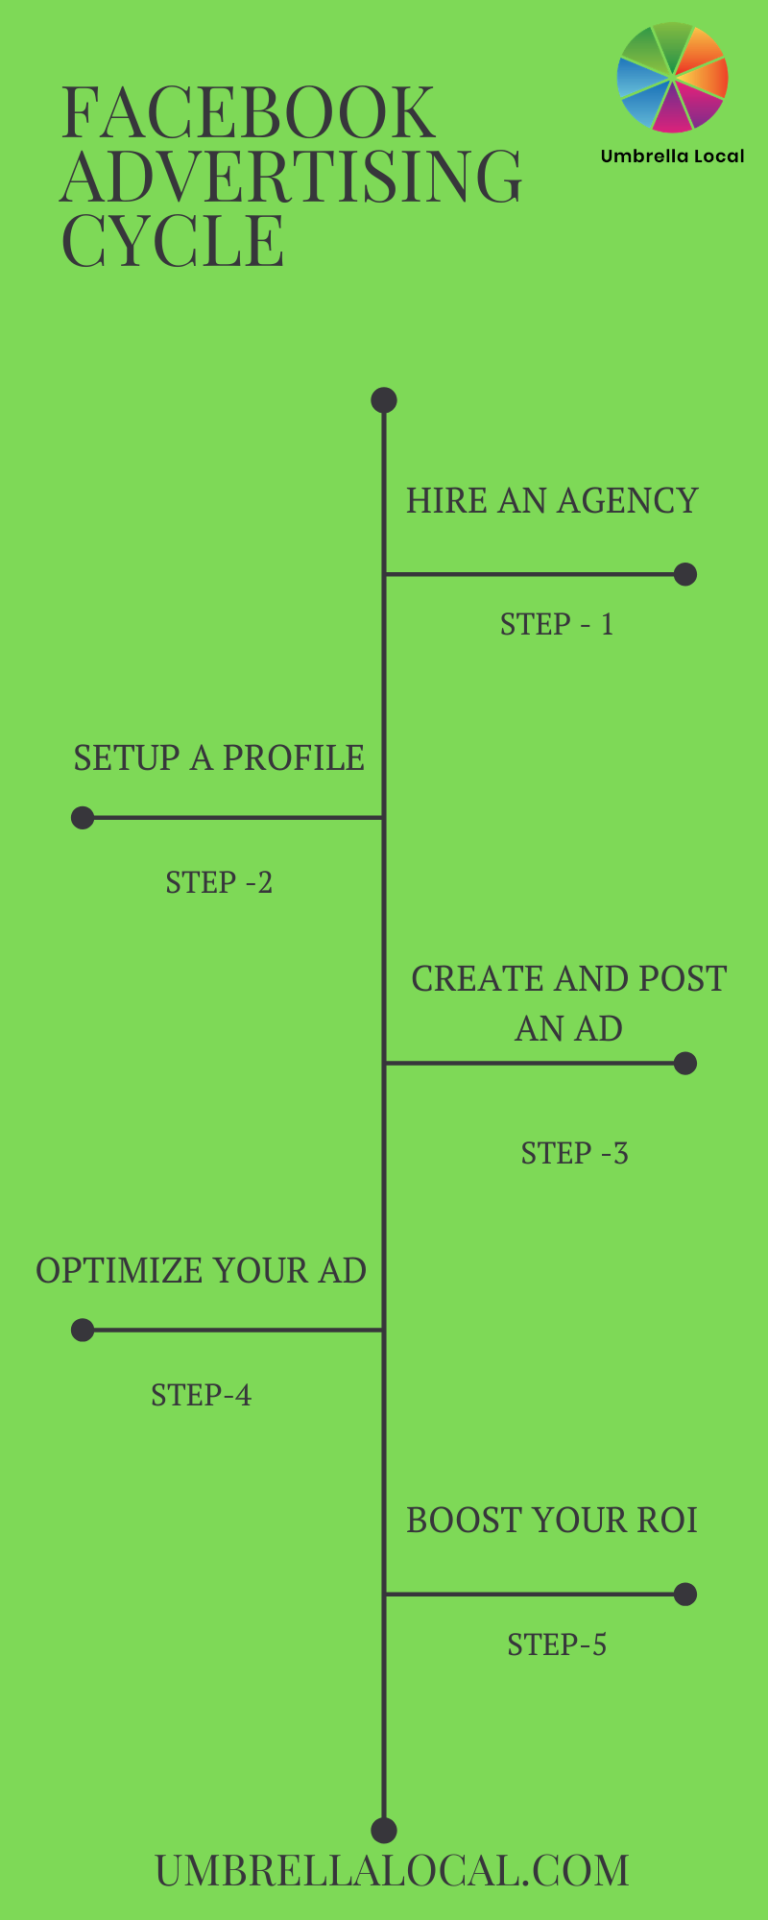 Umbrella Local
FACEBOOK
ADVERTISING
CYCLE
HIRE AN AGENCY
STEP - 1
SETUP A PROFILE
STEP -2
CREATE AND POST
AN AD
STEP -3
OPTIMIZE YOUR AD
STEP-4
BOOST YOUR ROI
STEP-5
UMBRELLALOCAL.COM